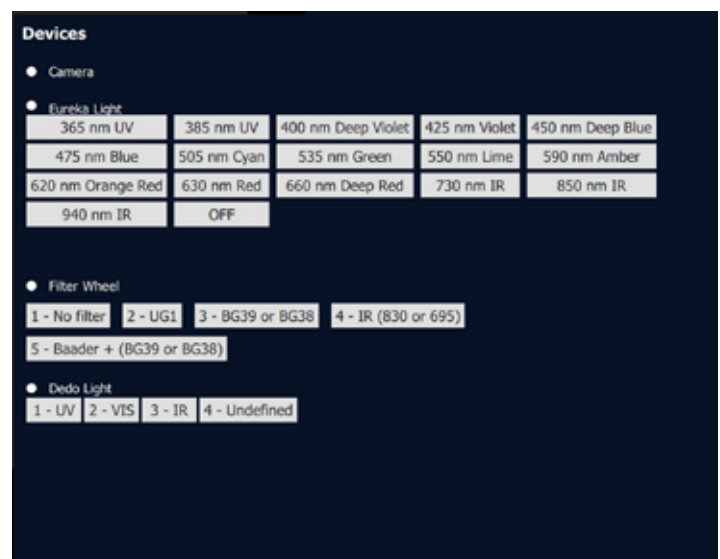 Devices
Camera
Eureka Light
365 nm UV 385 nm UV 400 nm Deep Violet 425 nm Violet 450 nm Deep Blue
475 nm Blue 505 nm Cyan 535 nm Green 550 nm Lime 590 nm Amber
620 nm Orange Red 630 nm Red 660 nm Deep Red 730 nm IR 850 nm IR
940 nm IR OFF
Filter Wheel
1 - No filter 2 - UG1 3 - BG39 or BG38 4 - IR (830 or 695)
5 - Baader + (BG39 or BG38)
Dedo Light
1 - UV 2 - VIS 3 - IR 4 - Undefined